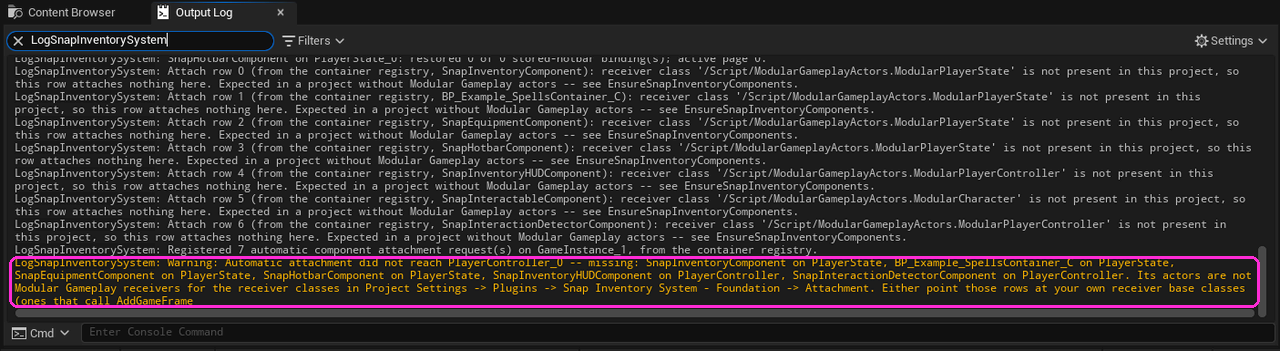 Content Browser
Output Log
LogSnapInventorySystem
Filters
Settings
LogSnapInventorySystem: SnapHotbarComponent on PlayerState_0: restored 0 of 0 stored-hotbar binding(s); active page 0.
LogSnapInventorySystem: Attach row 0 (from the container registry, SnapInventoryComponent): receiver class '/Script/ModularGameplayActors.ModularPlayerState' is not present in this project, so
this row attaches nothing here. Expected in a project without Modular Gameplay actors -- see EnsureSnapInventoryComponents.
LogSnapInventorySystem: Attach row 1 (from the container registry, BP_Example_SpellsContainer_C): receiver class '/Script/ModularGameplayActors.ModularPlayerState' is not present in this
project, so this row attaches nothing here. Expected in a project without Modular Gameplay actors -- see EnsureSnapInventoryComponents.
LogSnapInventorySystem: Attach row 2 (from the container registry, SnapEquipmentComponent): receiver class '/Script/ModularGameplayActors.ModularPlayerState' is not present in this project, so
this row attaches nothing here. Expected in a project without Modular Gameplay actors -- see EnsureSnapInventoryComponents.
LogSnapInventorySystem: Attach row 3 (from the container registry, SnapHotbarComponent): receiver class '/Script/ModularGameplayActors.ModularPlayerState' is not present in this project, so this
row attaches nothing here. Expected in a project without Modular Gameplay actors -- see EnsureSnapInventoryComponents.
LogSnapInventorySystem: Attach row 4 (from the container registry, SnapInventoryHUDComponent): receiver class '/Script/ModularGameplayActors.ModularPlayerController' is not present in this
project, so this row attaches nothing here. Expected in a project without Modular Gameplay actors -- see EnsureSnapInventoryComponents.
LogSnapInventorySystem: Attach row 5 (from the container registry, SnapInteractableComponent): receiver class '/Script/ModularGameplayActors.ModularCharacter' is not present in this project, so
this row attaches nothing here. Expected in a project without Modular Gameplay actors -- see EnsureSnapInventoryComponents.
LogSnapInventorySystem: Attach row 6 (from the container registry, SnapInteractionDetectorComponent): receiver class '/Script/ModularGameplayActors.ModularPlayerController' is not present in
this project, so this row attaches nothing here. Expected in a project without Modular Gameplay actors -- see EnsureSnapInventoryComponents.
LogSnapInventorySystem: Registered 7 automatic component attachment request(s) on GameInstance_1, from the container registry.
LogSnapInventorySystem: Warning: Automatic attachment did not reach PlayerController_0 -- missing: SnapInventoryComponent on PlayerState, BP_Example_SpellsContainer_C on PlayerState,
SnapEquipmentComponent on PlayerState, SnapHotbarComponent on PlayerState, SnapInventoryHUDComponent on PlayerController, SnapInteractionDetectorComponent on PlayerController. Its actors are not
Modular Gameplay receivers for the receiver classes in Project Settings -> Plugins -> Snap Inventory System - Foundation -> Attachment. Either point those rows at your own receiver base classes
(ones that call AddGameFrame
Cmd
Enter Console Command